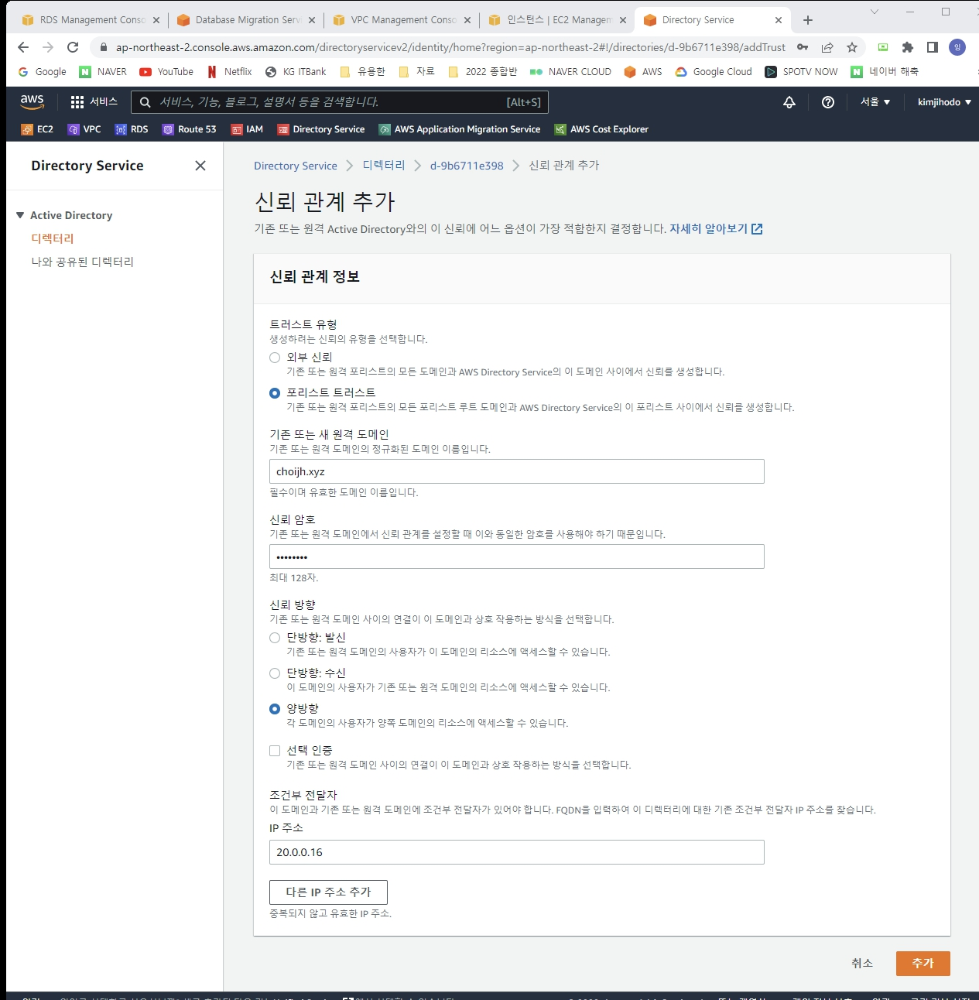 RDS Management Conso
Database Migration Servi
VPC Management Conso
인스턴스 | EC2 Managem
Directory Service
ap-northeast-2.console.aws.amazon.com/directoryservicev2/identity/home?region=ap-northeast-2#!/directories/d-9b6711e398/addTrust
잉
Google NAVER YouTube Netflix KG ITBank 유용한 자료 2022 종합반 NAVER CLOUD AWS Google Cloud SPOTV NOW 네이버 해축
aws 서비스 서비스, 기능, 블로그, 설명서 등을 검색합니다. [Alt+S] 서울 ▼ kimjihodo ▼
EC2 VPC RDS Route 53 IAM Directory Service AWS Application Migration Service AWS Cost Explorer
Directory Service
Active Directory
디렉터리
나와 공유된 디렉터리
Directory Service > 디렉터리 > d-9b6711e398 > 신뢰 관계 추가
신뢰 관계 추가
기존 또는 원격 Active Directory와의 이 신뢰에 어느 옵션이 가장 적합한지 결정합니다. 자세히 알아보기
신뢰 관계 정보
트러스트 유형
생성하려는 신뢰의 유형을 선택합니다.
외부 신뢰
기존 또는 원격 포리스트의 모든 도메인과 AWS Directory Service의 이 도메인 사이에서 신뢰를 생성합니다.
포리스트 트러스트
기존 또는 원격 포리스트의 모든 포리스트 루트 도메인과 AWS Directory Service의 이 포리스트 사이에서 신뢰를 생성합니다.
기존 또는 새 원격 도메인
기존 또는 원격 도메인의 정규화된 도메인 이름입니다.
choijh.xyz
필수이며 유효한 도메인 이름입니다.
신뢰 암호
기존 또는 원격 도메인에서 신뢰 관계를 설정할 때 이와 동일한 암호를 사용해야 하기 때문입니다.
••••••••
최대 128자.
신뢰 방향
기존 또는 원격 도메인 사이의 연결이 이 도메인과 상호 작용하는 방식을 선택합니다.
단방향: 발신
기존 또는 원격 도메인의 사용자가 이 도메인의 리소스에 액세스할 수 있습니다.
단방향: 수신
이 도메인의 사용자가 기존 또는 원격 도메인의 리소스에 액세스할 수 있습니다.
양방향
각 도메인의 사용자가 양쪽 도메인의 리소스에 액세스할 수 있습니다.
선택 인증
기존 또는 원격 도메인 사이의 연결이 이 도메인과 상호 작용하는 방식을 선택합니다.
조건부 전달자
이 도메인과 기존 또는 원격 도메인에 조건부 전달자가 있어야 합니다. FQDN을 입력하여 이 디렉터리에 대한 기존 조건부 전달자 IP 주소를 찾습니다.
IP 주소
20.0.0.16
다른 IP 주소 추가
중복되지 않고 유효한 IP 주소.
취소 추가